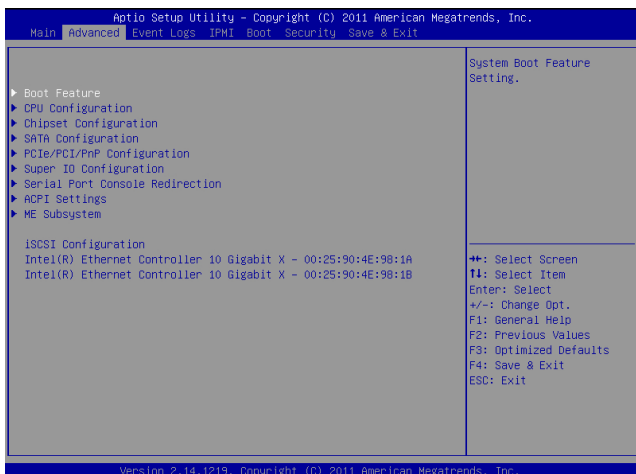 Aptio Setup Utility – Copyright (C) 2011 American Megatrends, Inc.
Main Advanced Event Logs IPMI Boot Security Save & Exit
System Boot Feature
Setting.
▶ Boot Feature
▶ CPU Configuration
▶ Chipset Configuration
▶ SATA Configuration
▶ PCIe/PCI/PnP Configuration
▶ Super IO Configuration
▶ Serial Port Console Redirection
▶ ACPI Settings
▶ ME Subsystem
iSCSI Configuration
Intel(R) Ethernet Controller 10 Gigabit X – 00:25:90:4E:98:1A
Intel(R) Ethernet Controller 10 Gigabit X – 00:25:90:4E:98:1B
→←: Select Screen
↑↓: Select Item
Enter: Select
+/-: Change Opt.
F1: General Help
F2: Previous Values
F3: Optimized Defaults
F4: Save & Exit
ESC: Exit
Version 2.14.1219. Copyright (C) 2011 American Megatrends, Inc.